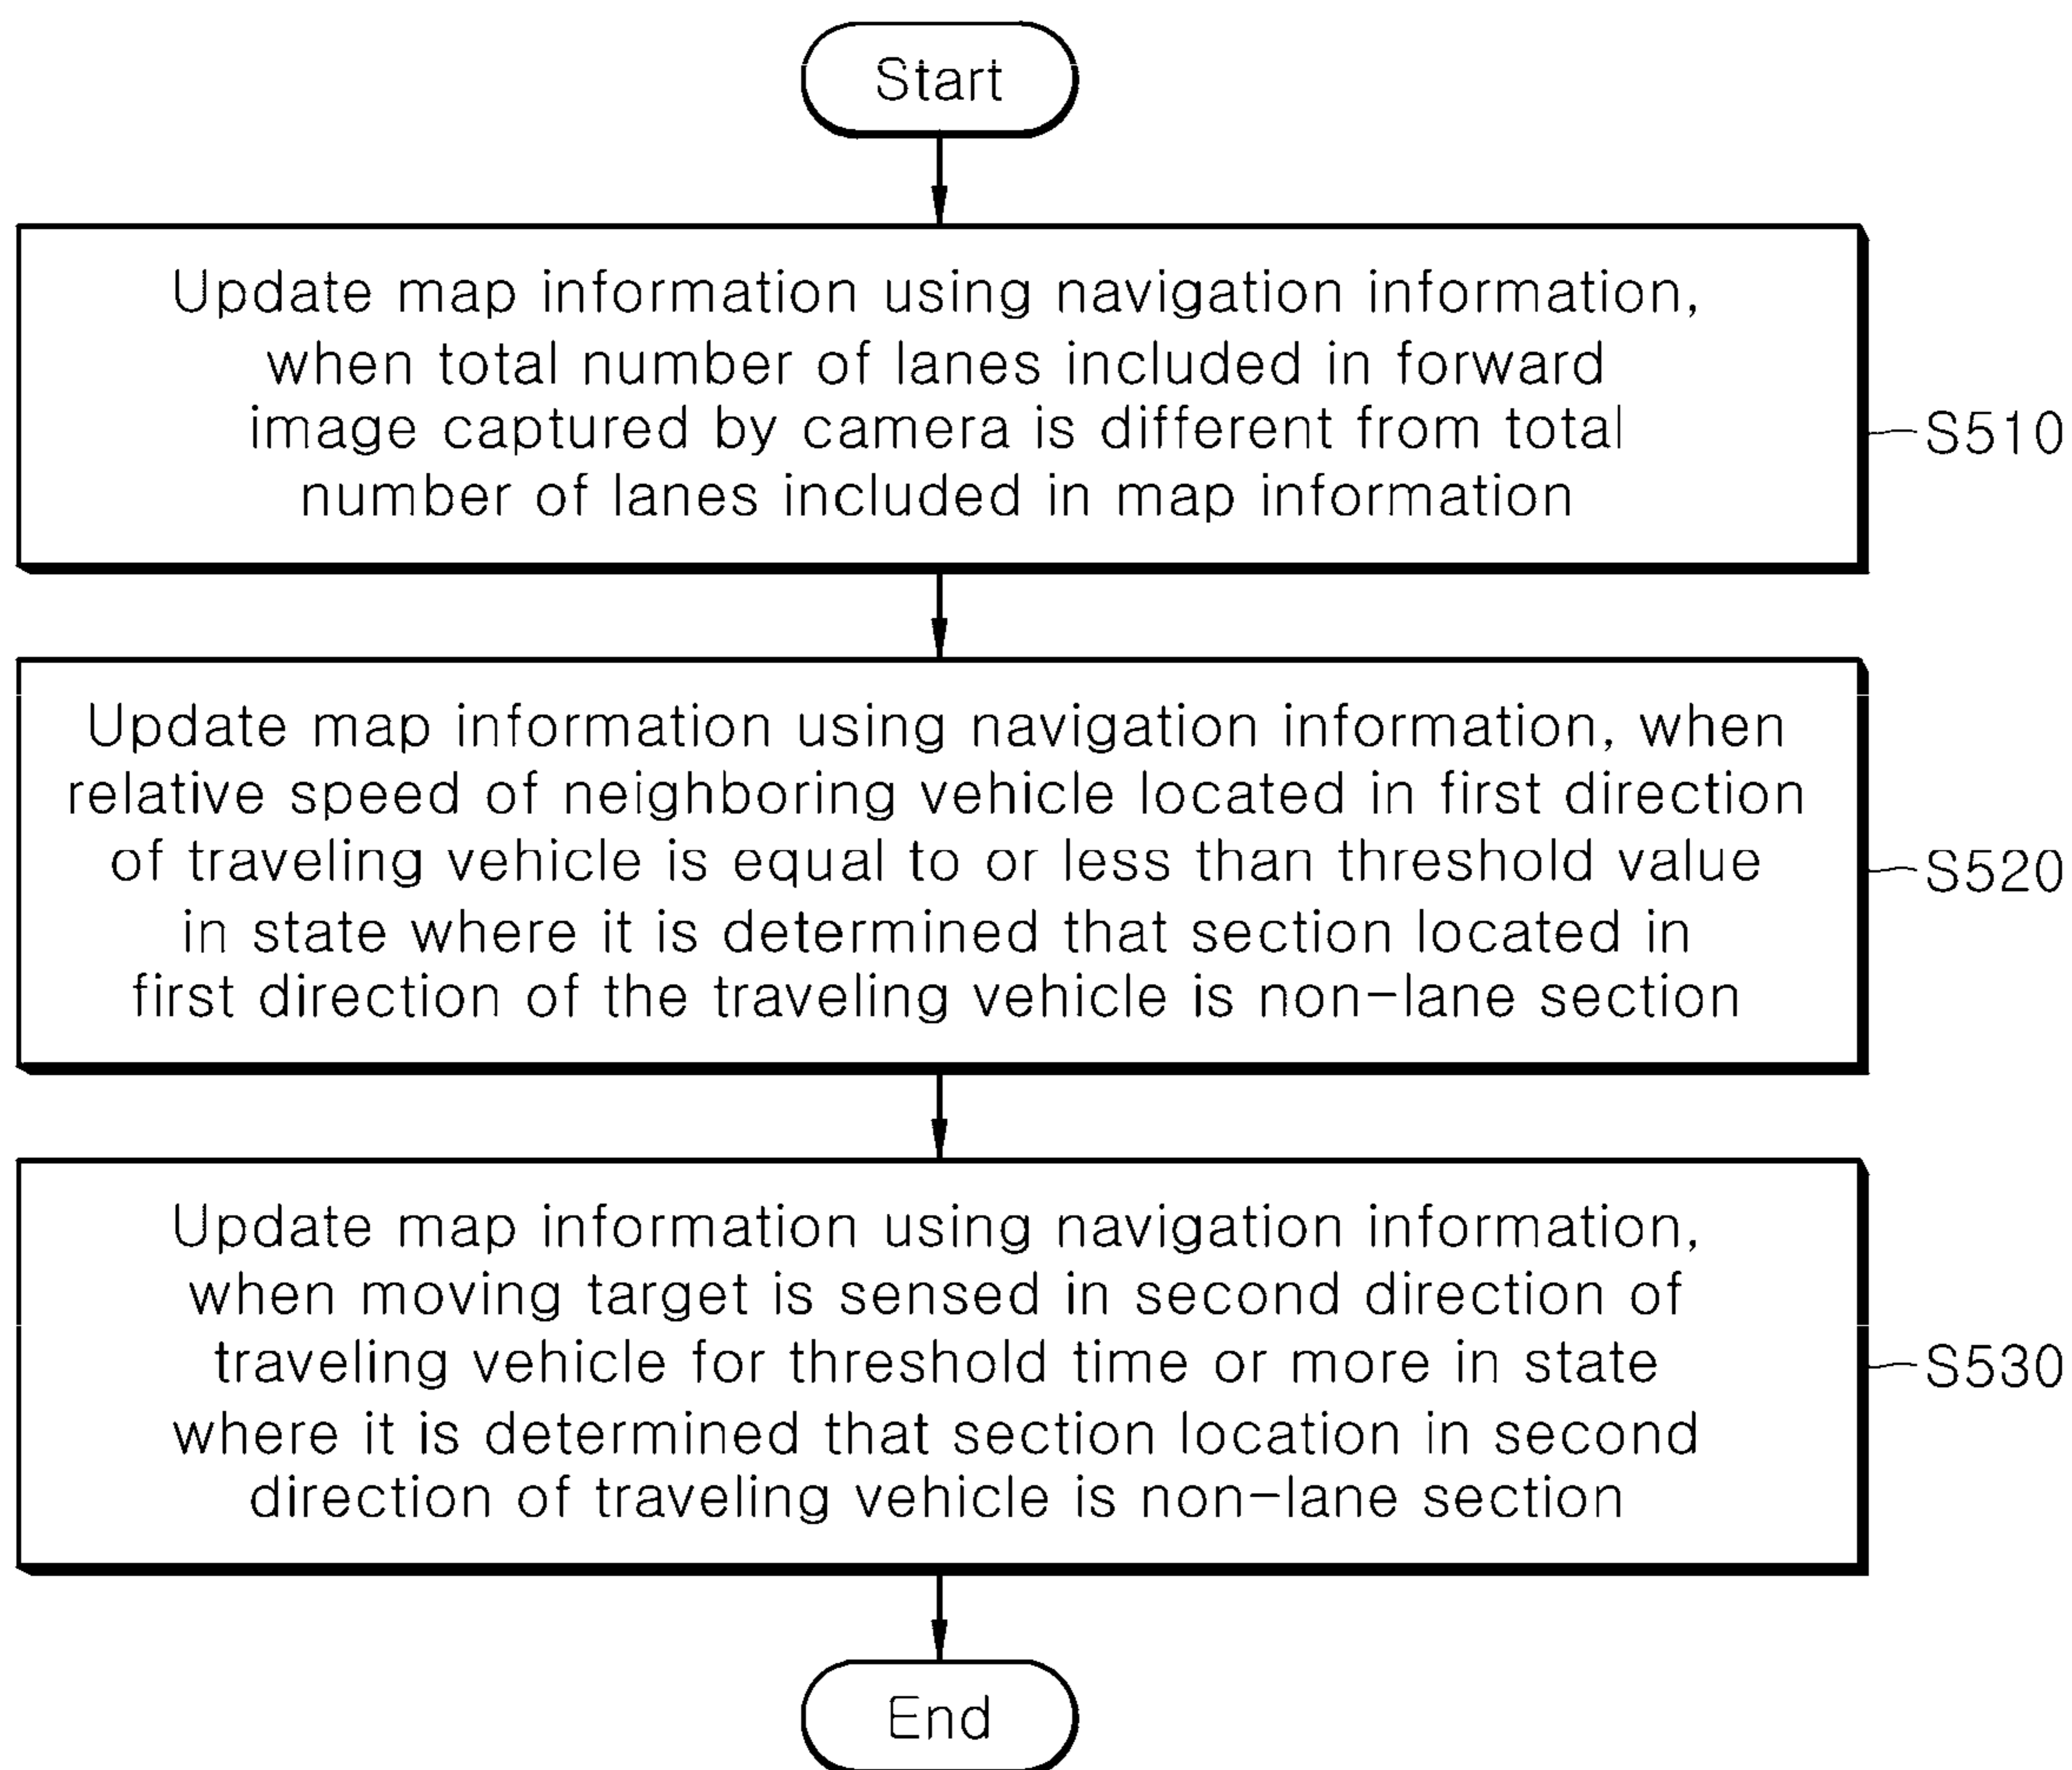 Start
Update map information using navigation information,
when total number of lanes included in forward
image captured by camera is different from total
number of lanes included in map information
S510
Update map information using navigation information, when
relative speed of neighboring vehicle located in first direction
of traveling vehicle is equal to or less than threshold value
in state where it is determined that section located in
first direction of the traveling vehicle is non-lane section
S520
Update map information using navigation information,
when moving target is sensed in second direction of
traveling vehicle for threshold time or more in state
where it is determined that section location in second
direction of traveling vehicle is non-lane section
S530
End